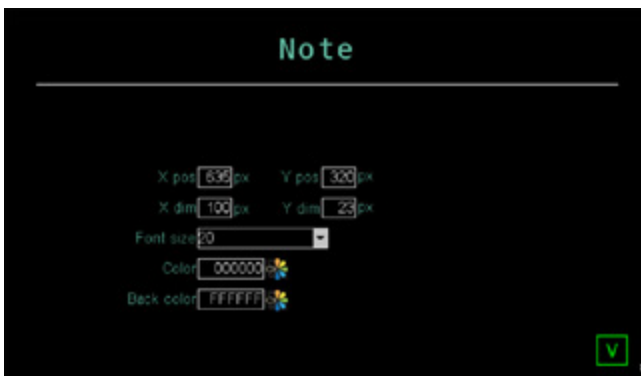 Note
X pos 635 px Y pos 320 px
X dim 100 px Y dim 23 px
Font size 20
Color 000000
Back color FFFFFF
V